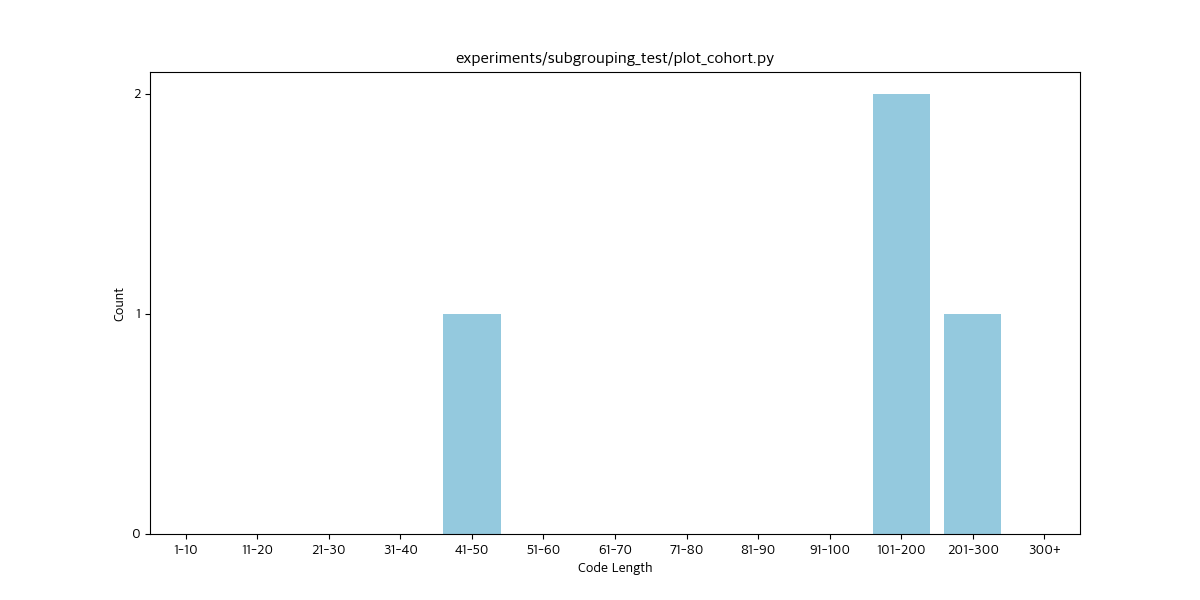 experiments/subgrouping_test/plot_cohort.py
2
1
0
Count
1-10 11-20 21-30 31-40 41-50 51-60 61-70 71-80 81-90 91-100 101-200 201-300 300+
Code Length